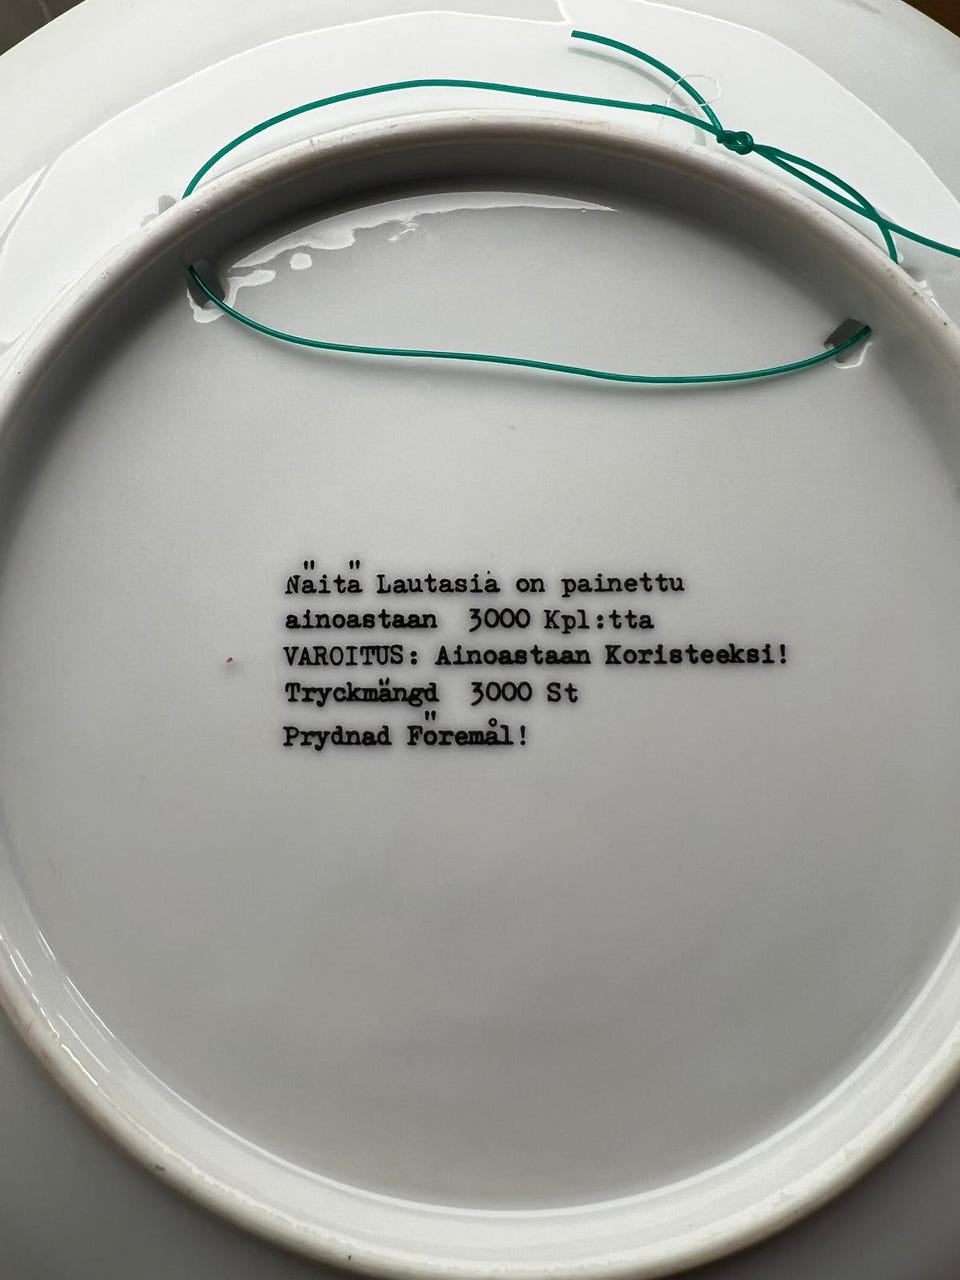 Näitä Lautasia on painettu
ainoastaan 3000 Kpl:tta
VAROITUS: Ainoastaan Koristeeksi!
Tryckmängd 3000 St
Prydnad Föremål!